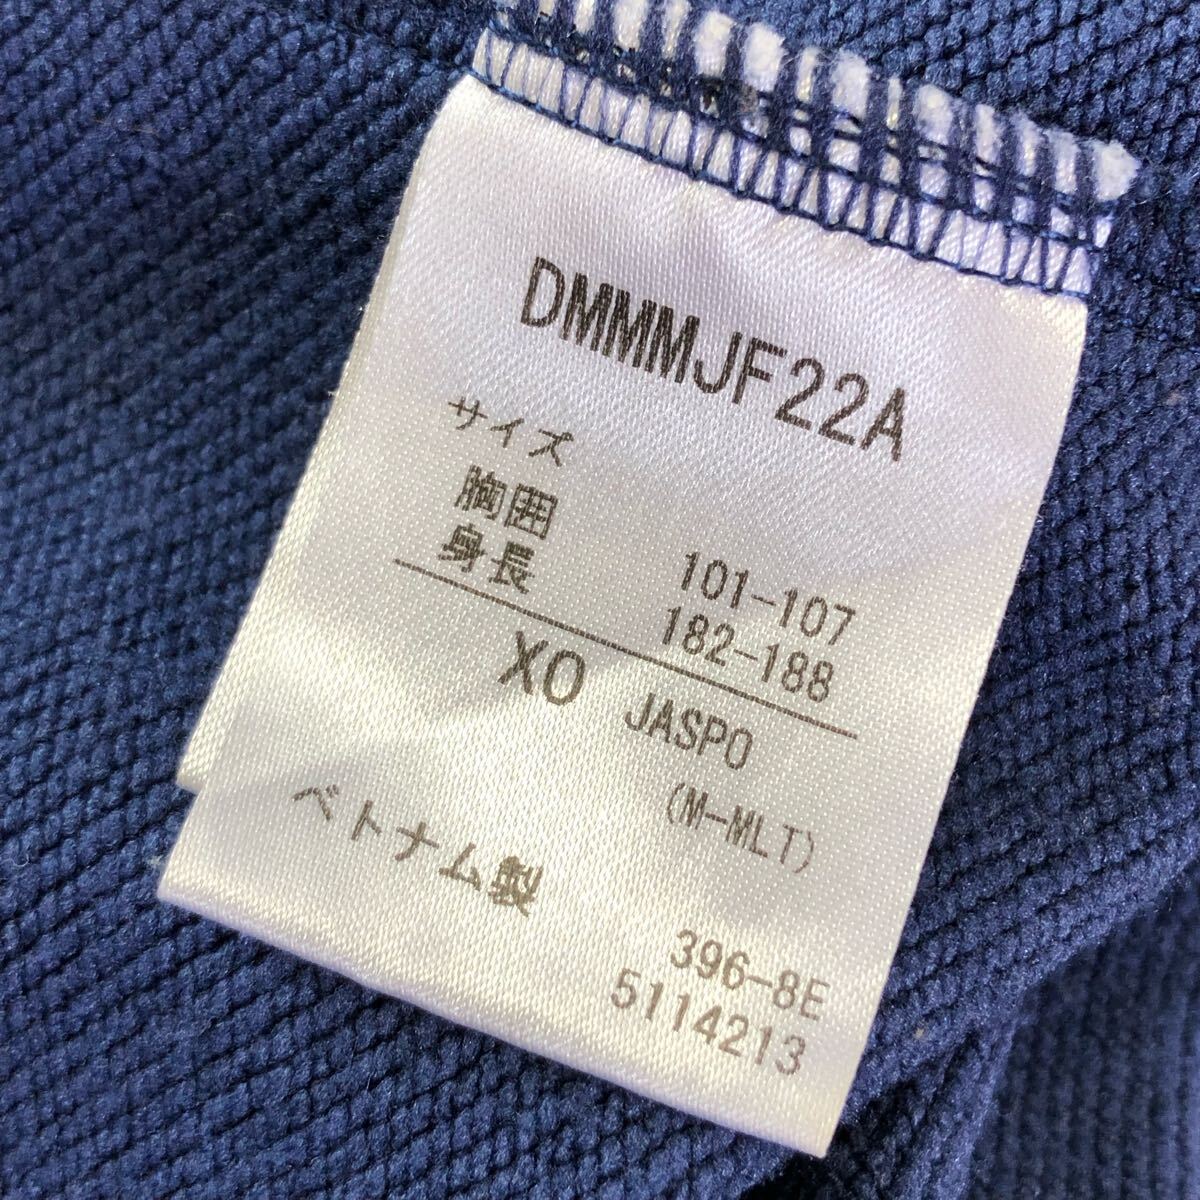 DMMMJF22A
サイズ
胸囲 101-107
身長 182-188
XO JASPO
(M-MLT)
ベトナム製
396-8E
5114213